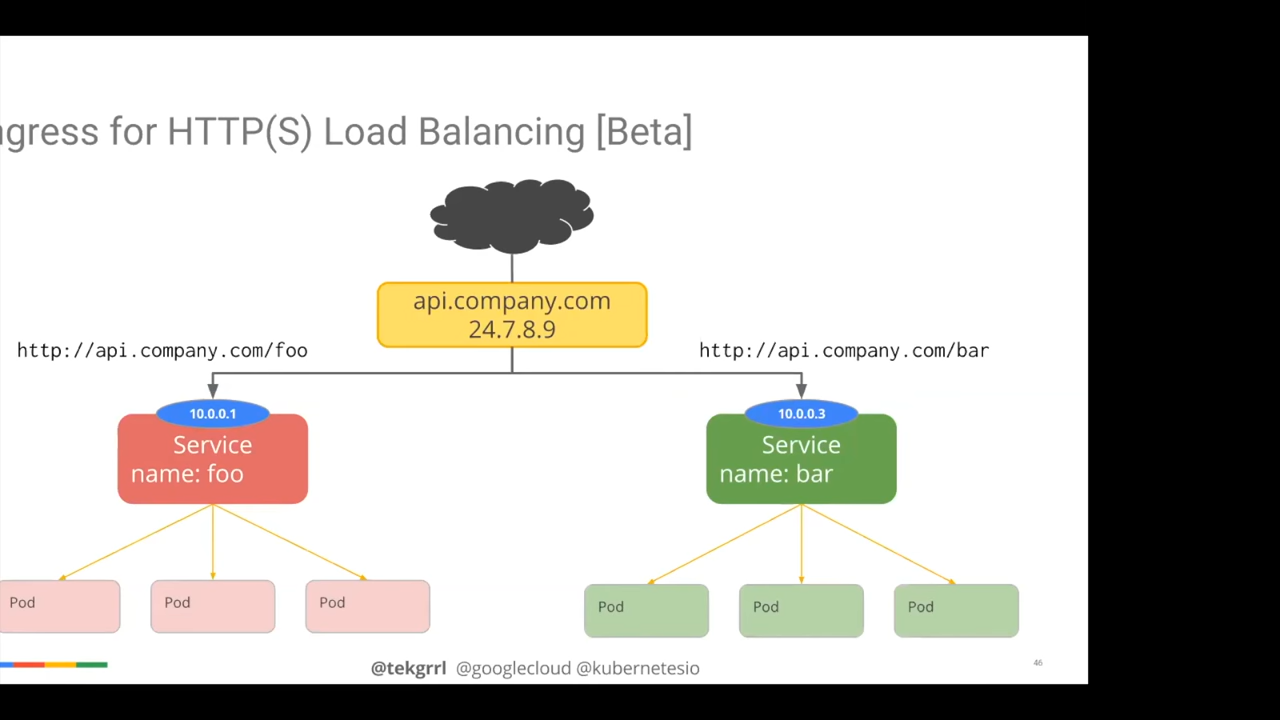 ngress for HTTP(S) Load Balancing [Beta]
api.company.com
24.7.8.9
http://api.company.com/foo
http://api.company.com/bar
10.0.0.1
10.0.0.3
Service
name: foo
Service
name: bar
Pod
Pod
Pod
Pod
Pod
Pod
@tekgrrl @googlecloud @kubernetesio
46